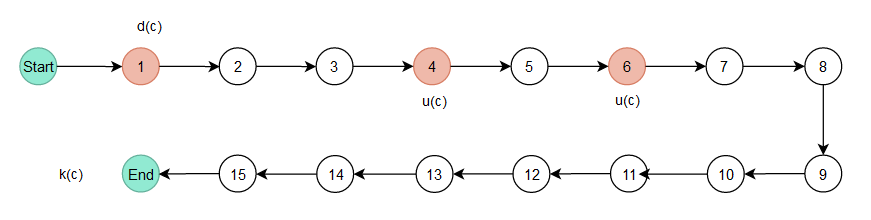 d(c)
Start 1 2 3 4 5 6 7 8
u(c) u(c)
k(c) End 15 14 13 12 11 10 9